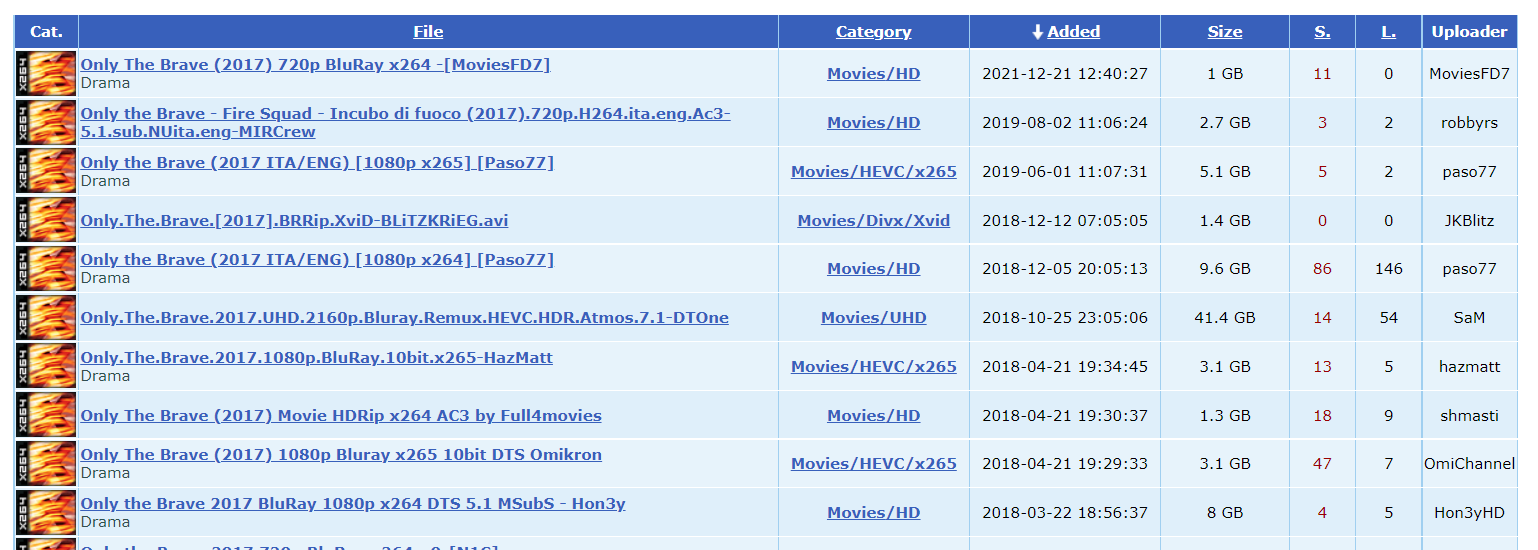 Cat. File Category Added Size S. L. Uploader
Only The Brave (2017) 720p BluRay x264 -[MoviesFD7]
Drama
Movies/HD 2021-12-21 12:40:27 1 GB 11 0 MoviesFD7
Only the Brave - Fire Squad - Incubo di fuoco (2017).720p.H264.ita.eng.Ac3-
5.1.sub.NUita.eng-MIRCrew
Movies/HD 2019-08-02 11:06:24 2.7 GB 3 2 robbyrs
Only the Brave (2017 ITA/ENG) [1080p x265] [Paso77]
Drama
Movies/HEVC/x265 2019-06-01 11:07:31 5.1 GB 5 2 paso77
Only.The.Brave.[2017].BRRip.XviD-BLiTZKRiEG.avi
Movies/Divx/Xvid 2018-12-12 07:05:05 1.4 GB 0 0 JKBlitz
Only the Brave (2017 ITA/ENG) [1080p x264] [Paso77]
Drama
Movies/HD 2018-12-05 20:05:13 9.6 GB 86 146 paso77
Only.The.Brave.2017.UHD.2160p.Bluray.Remux.HEVC.HDR.Atmos.7.1-DTOne
Movies/UHD 2018-10-25 23:05:06 41.4 GB 14 54 SaM
Only.The.Brave.2017.1080p.BluRay.10bit.x265-HazMatt
Drama
Movies/HEVC/x265 2018-04-21 19:34:45 3.1 GB 13 5 hazmatt
Only The Brave (2017) Movie HDRip x264 AC3 by Full4movies
Movies/HD 2018-04-21 19:30:37 1.3 GB 18 9 shmasti
Only The Brave (2017) 1080p Bluray x265 10bit DTS Omikron
Drama
Movies/HEVC/x265 2018-04-21 19:29:33 3.1 GB 47 7 OmiChannel
Only the Brave 2017 BluRay 1080p x264 DTS 5.1 MSubS - Hon3y
Drama
Movies/HD 2018-03-22 18:56:37 8 GB 4 5 Hon3yHD
X264
X264
X264
X264
X264
X264
X264
X264
X264
X264